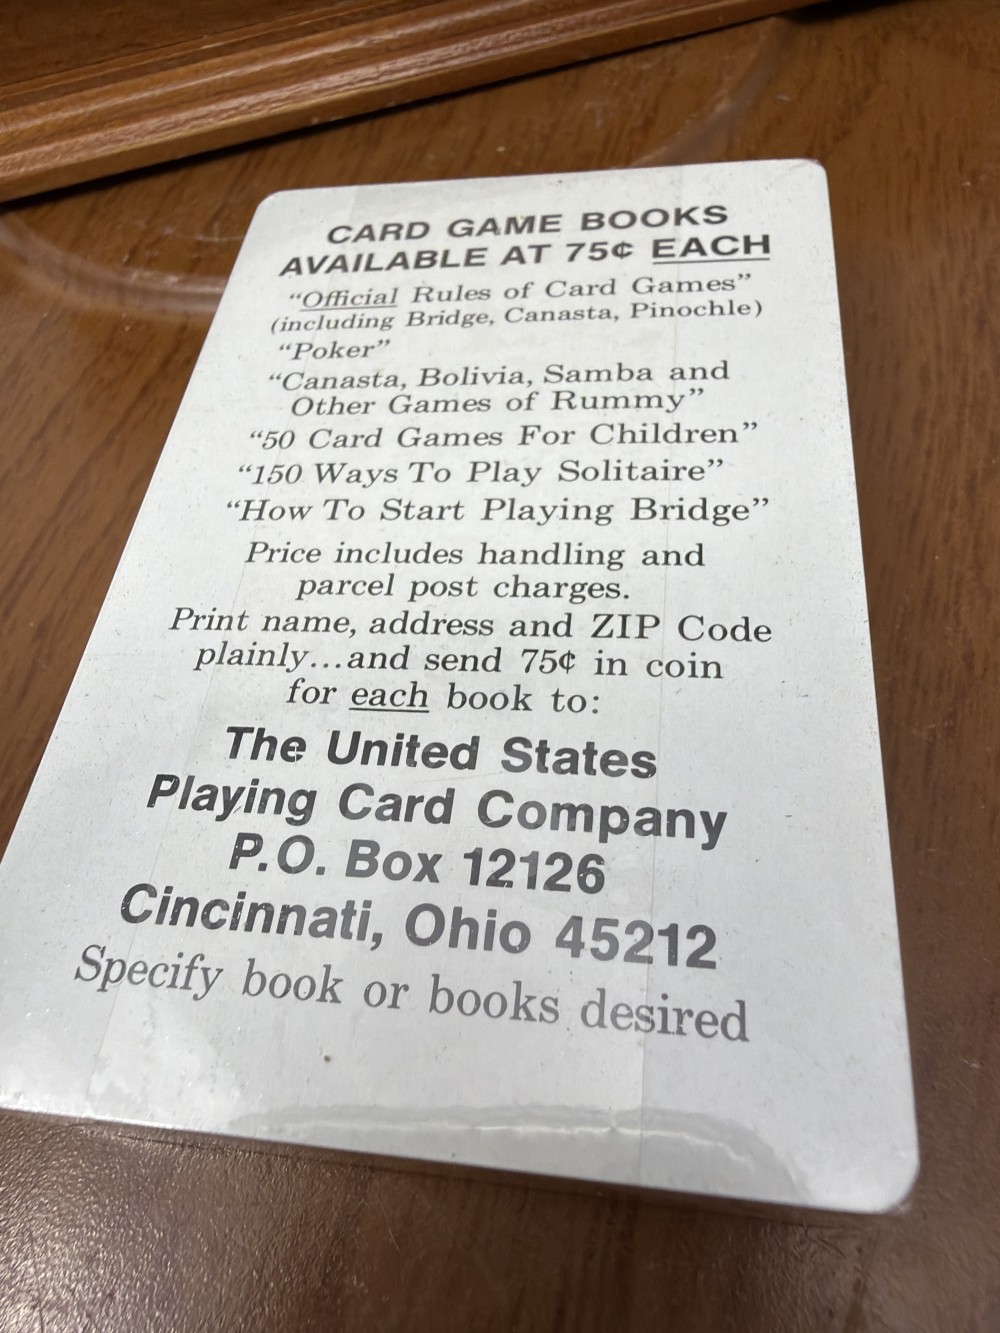 CARD GAME BOOKS
AVAILABLE AT 75¢ EACH
“Official Rules of Card Games”
(including Bridge, Canasta, Pinochle)
“Poker”
“Canasta, Bolivia, Samba and
Other Games of Rummy”
“50 Card Games For Children”
“150 Ways To Play Solitaire”
“How To Start Playing Bridge”
Price includes handling and
parcel post charges.
Print name, address and ZIP Code
plainly...and send 75¢ in coin
for each book to:
The United States
Playing Card Company
P.O. Box 12126
Cincinnati, Ohio 45212
Specify book or books desired